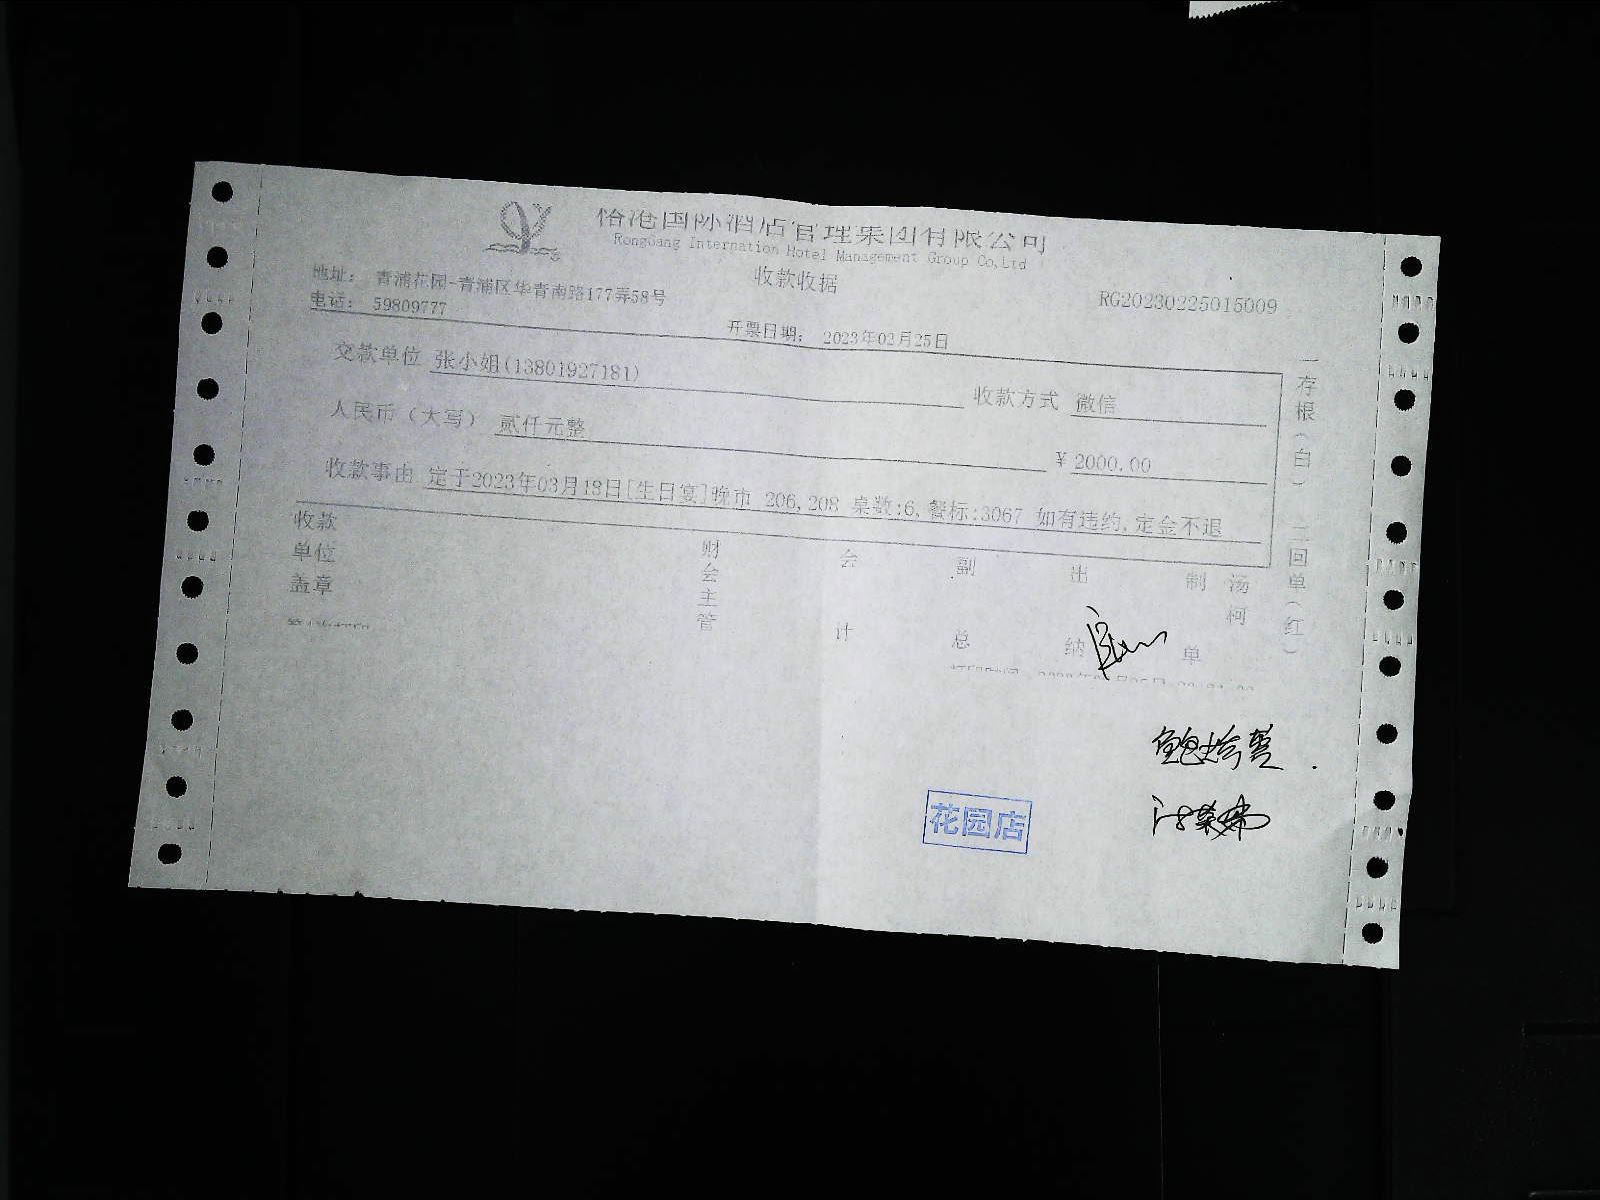 国际酒店管理集团有限公司
Ronggang Internation Hotel Management Group Co,Ltd
收款收据
地址： 青浦花园-青浦区华青南路177弄58号
电话： 59809777
RG20230225015009
开票日期： 2023年02月25日
交款单位 张小姐(13801927181)
收款方式 微信
人民币（大写） 贰仟元整
¥ 2000.00
收款事由 定于2023年03月18日[生日宴]晚市 206,208 桌数:6,餐标:3067 如有违约,定金不退
收款单位盖章
财会主管
会计
副总
出纳
制单
汤柯
一存根（白） 二回单（红）
花园店